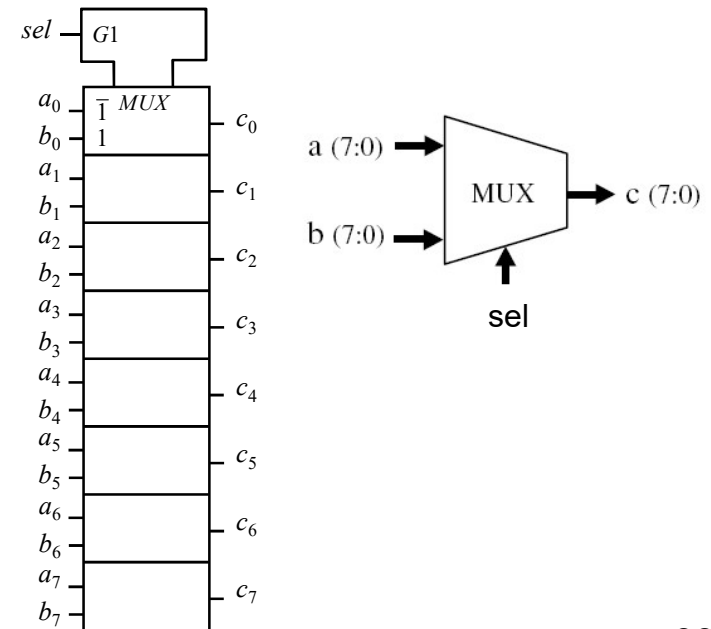 sel G1
a₀ 1̅ MUX c₀
b₀ 1
a₁ c₁
b₁
a₂ c₂
b₂
a₃ c₃
b₃
a₄ c₄
b₄
a₅ c₅
b₅
a₆ c₆
b₆
a₇ c₇
b₇
a (7:0)
MUX c (7:0)
b (7:0)
sel